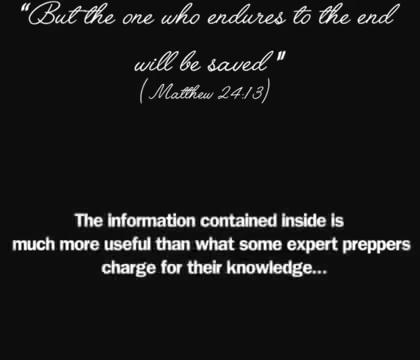 "But the one who endures to the end
will be saved"
(Matthew 24:13)
The information contained inside is
much more useful than what some expert preppers
charge for their knowledge...